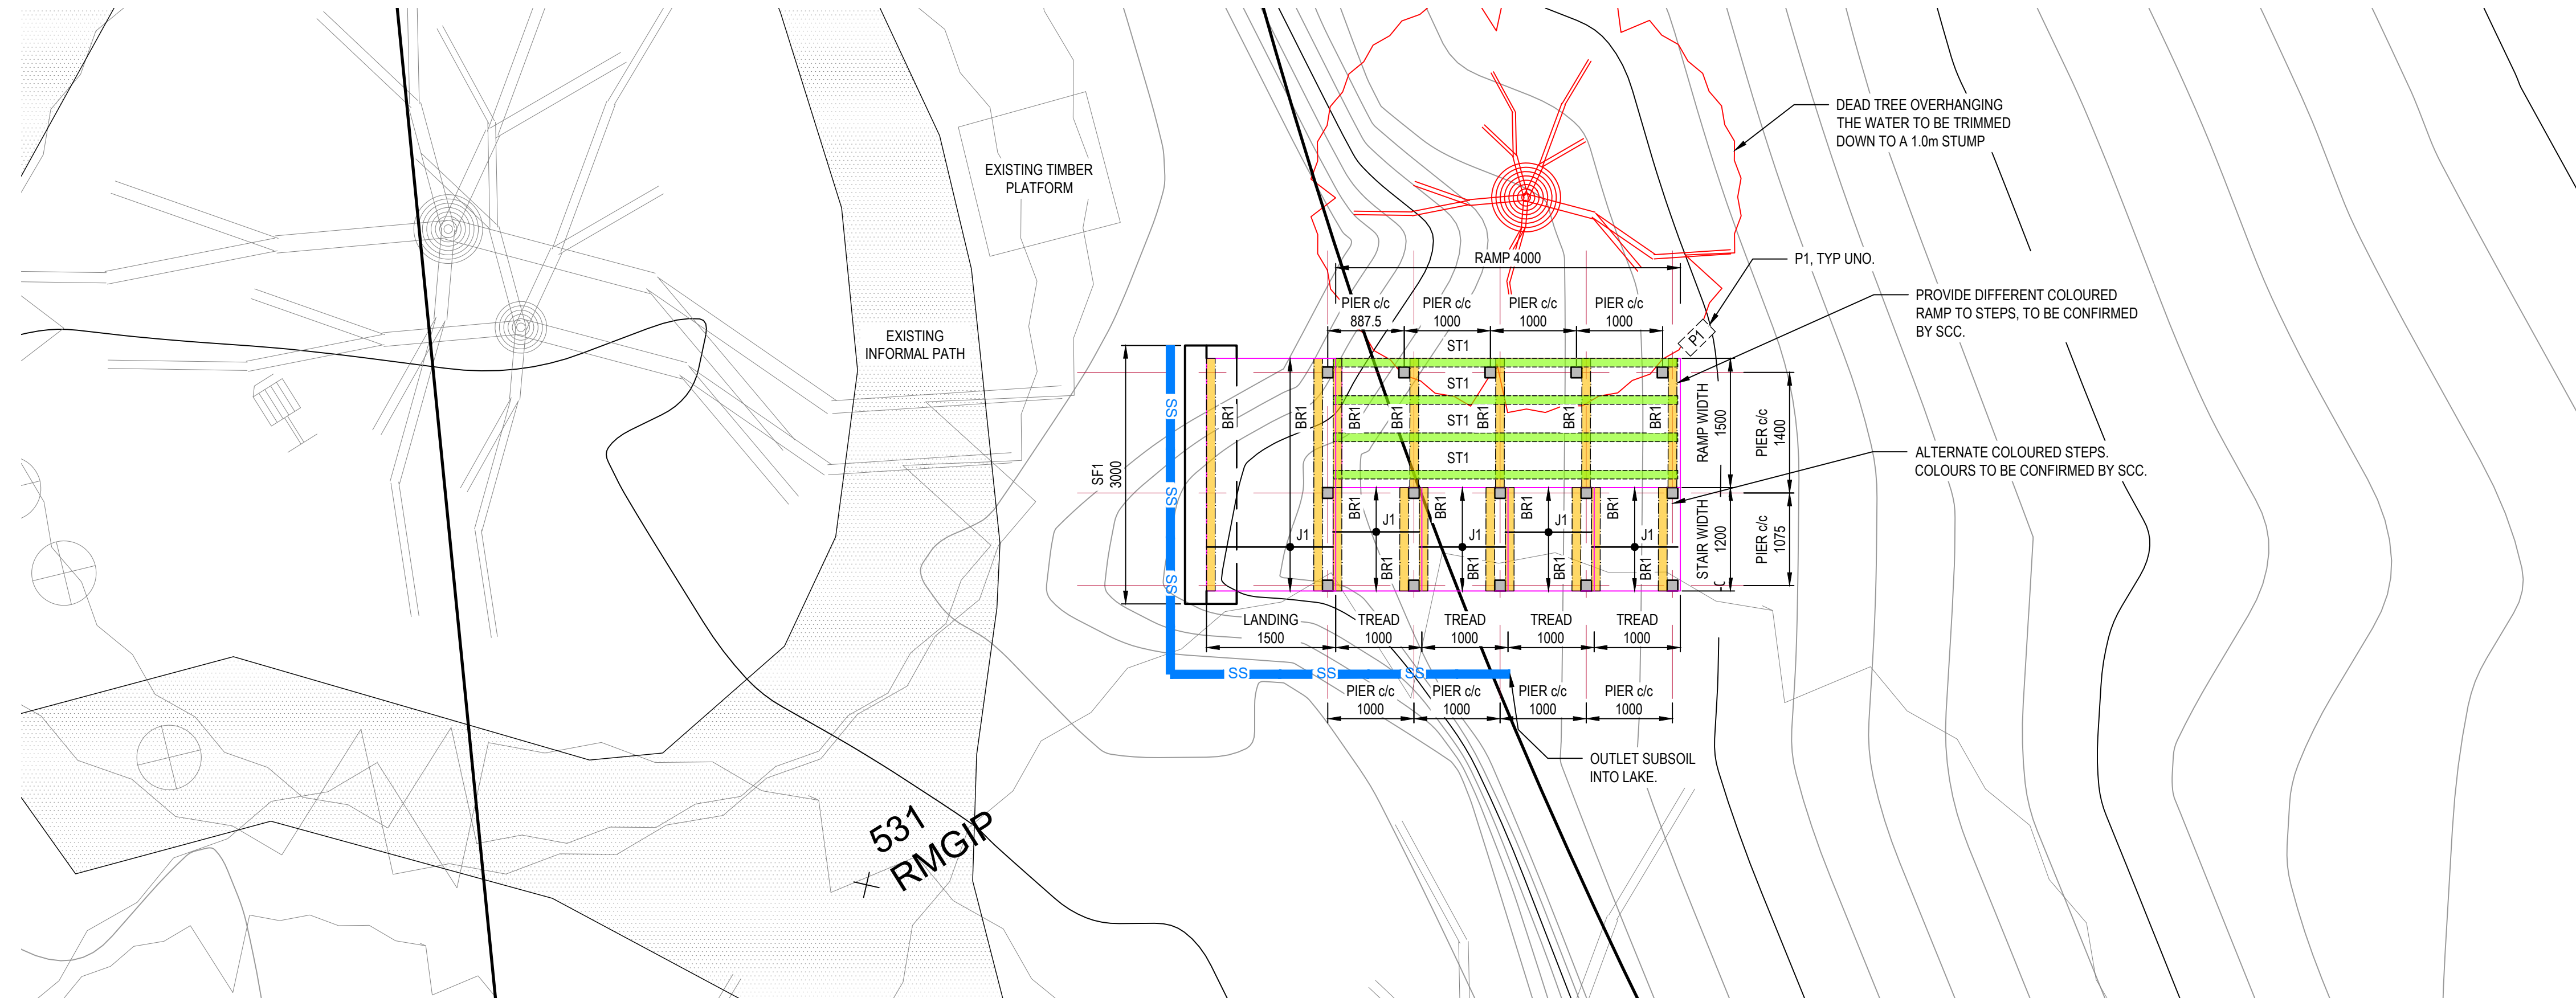 DEAD TREE OVERHANGING
THE WATER TO BE TRIMMED
DOWN TO A 1.0m STUMP
EXISTING TIMBER
PLATFORM
RAMP 4000
P1, TYP UNO.
PROVIDE DIFFERENT COLOURED
RAMP TO STEPS, TO BE CONFIRMED
BY SCC.
PIER c/c
887.5
PIER c/c
1000
PIER c/c
1000
PIER c/c
1000
P1
EXISTING
INFORMAL PATH
ST1
ST1
ST1
ST1
BR1
BR1
BR1
BR1
BR1
BR1
BR1
RAMP WIDTH
1500
PIER c/c
1400
SS
SS
SS
SF1
3000
ALTERNATE COLOURED STEPS.
COLOURS TO BE CONFIRMED BY SCC.
BR1
BR1
BR1
BR1
J1
J1
J1
J1
J1
BR1
BR1
BR1
BR1
STAIR WIDTH
1200
PIER c/c
1075
LANDING
1500
TREAD
1000
TREAD
1000
TREAD
1000
TREAD
1000
SS
SS
SS
PIER c/c
1000
PIER c/c
1000
PIER c/c
1000
PIER c/c
1000
OUTLET SUBSOIL
INTO LAKE.
531
RMGIP